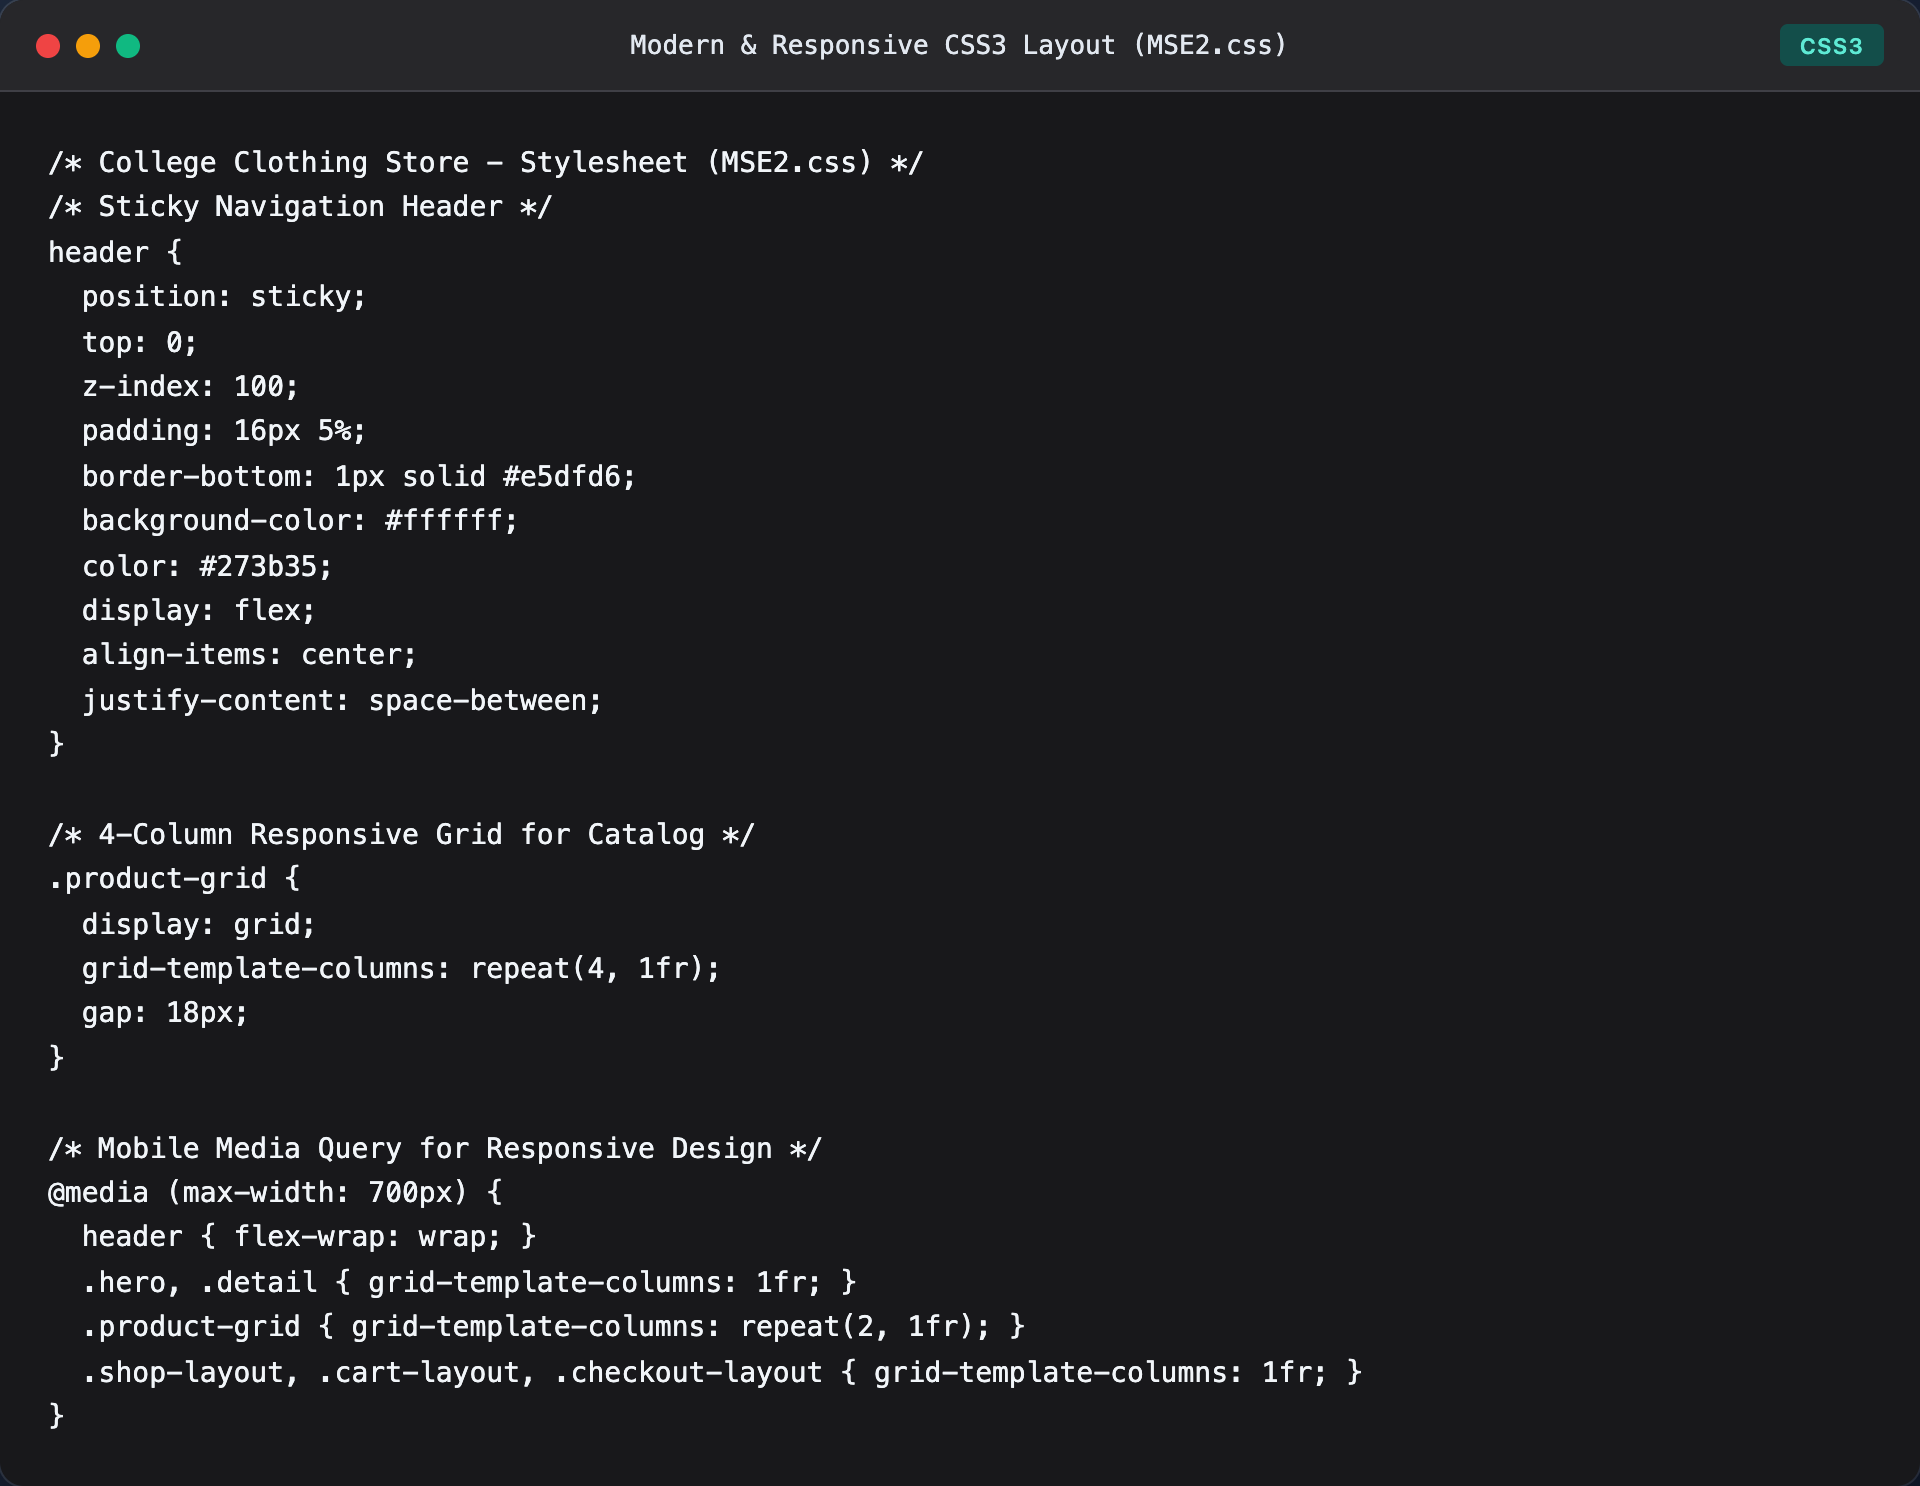 Modern & Responsive CSS3 Layout (MSE2.css)
CSS3
/* College Clothing Store - Stylesheet (MSE2.css) */
/* Sticky Navigation Header */
header {
  position: sticky;
  top: 0;
  z-index: 100;
  padding: 16px 5%;
  border-bottom: 1px solid #e5dfd6;
  background-color: #ffffff;
  color: #273b35;
  display: flex;
  align-items: center;
  justify-content: space-between;
}

/* 4-Column Responsive Grid for Catalog */
.product-grid {
  display: grid;
  grid-template-columns: repeat(4, 1fr);
  gap: 18px;
}

/* Mobile Media Query for Responsive Design */
@media (max-width: 700px) {
  header { flex-wrap: wrap; }
  .hero, .detail { grid-template-columns: 1fr; }
  .product-grid { grid-template-columns: repeat(2, 1fr); }
  .shop-layout, .cart-layout, .checkout-layout { grid-template-columns: 1fr; }
}